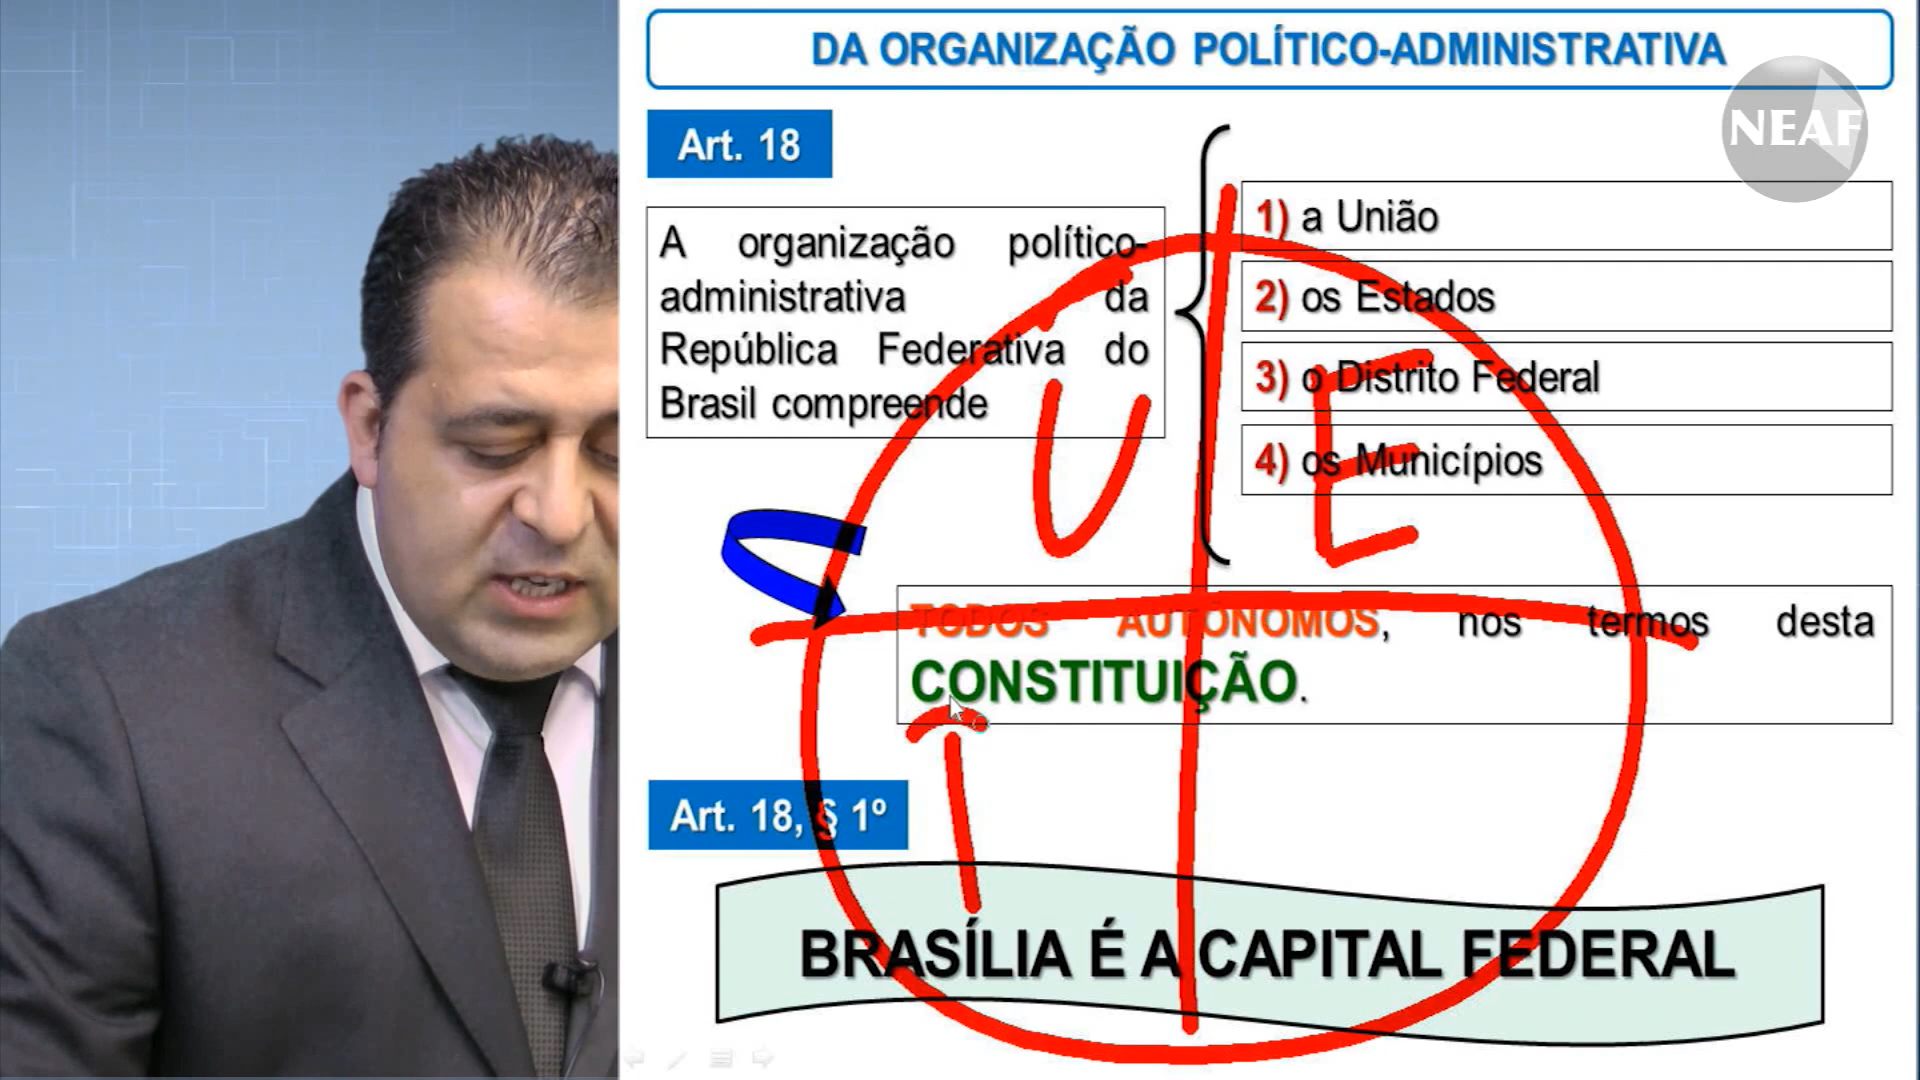 DA ORGANIZAÇÃO POLÍTICO-ADMINISTRATIVA
NEAF
Art. 18
A organização político-
administrativa da
República Federativa do
Brasil compreende
1) a União
2) os Estados
3) o Distrito Federal
4) os Municípios
U E
TODOS AUTÔNOMOS, nos termos desta
CONSTITUIÇÃO.
Art. 18, § 1º
BRASÍLIA É A CAPITAL FEDERAL